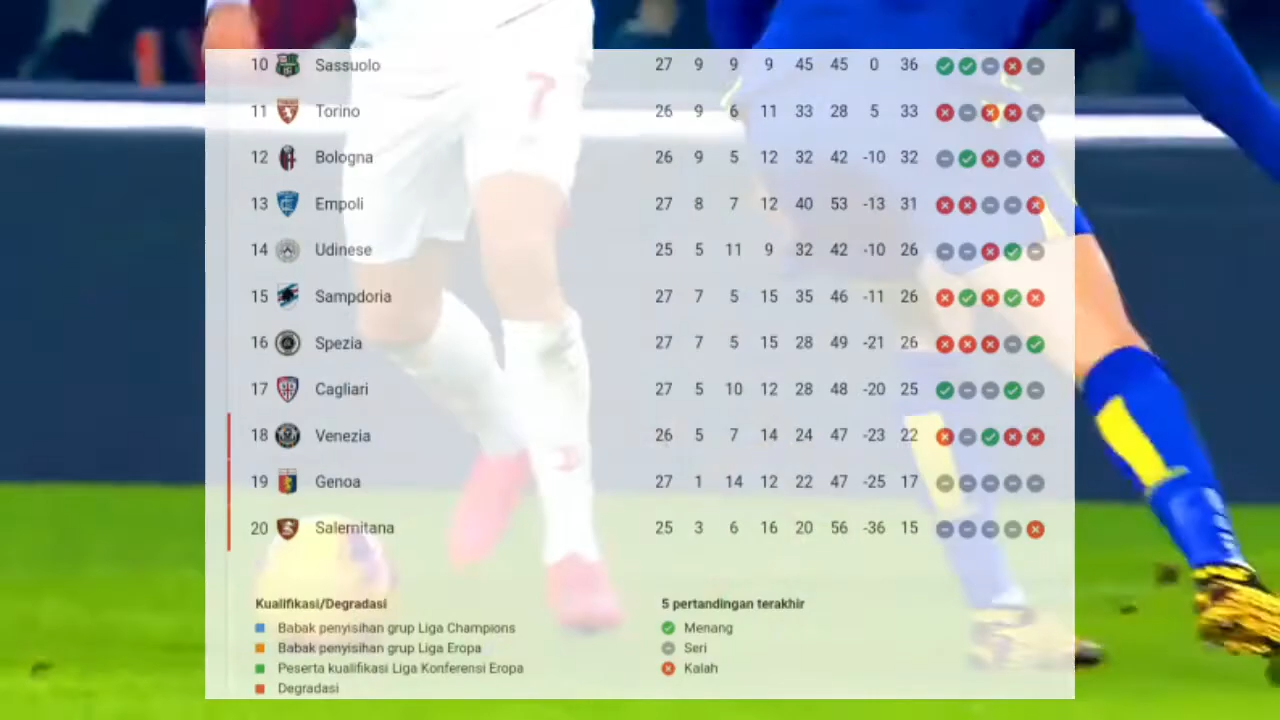 10 Sassuolo 27 9 9 9 45 45 0 36
11 Torino 26 9 6 11 33 28 5 33
12 Bologna 26 9 5 12 32 42 -10 32
13 Empoli 27 8 7 12 40 53 -13 31
14 Udinese 25 5 11 9 32 42 -10 26
15 Sampdoria 27 7 5 15 35 46 -11 26
16 Spezia 27 7 5 15 28 49 -21 26
17 Cagliari 27 5 10 12 28 48 -20 25
18 Venezia 26 5 7 14 24 47 -23 22
19 Genoa 27 1 14 12 22 47 -25 17
20 Salernitana 25 3 6 16 20 56 -36 15
7
Kualifikasi/Degradasi
Babak penyisihan grup Liga Champions
Babak penyisihan grup Liga Eropa
Peserta kualifikasi Liga Konferensi Eropa
Degradasi
5 pertandingan terakhir
Menang
Seri
Kalah